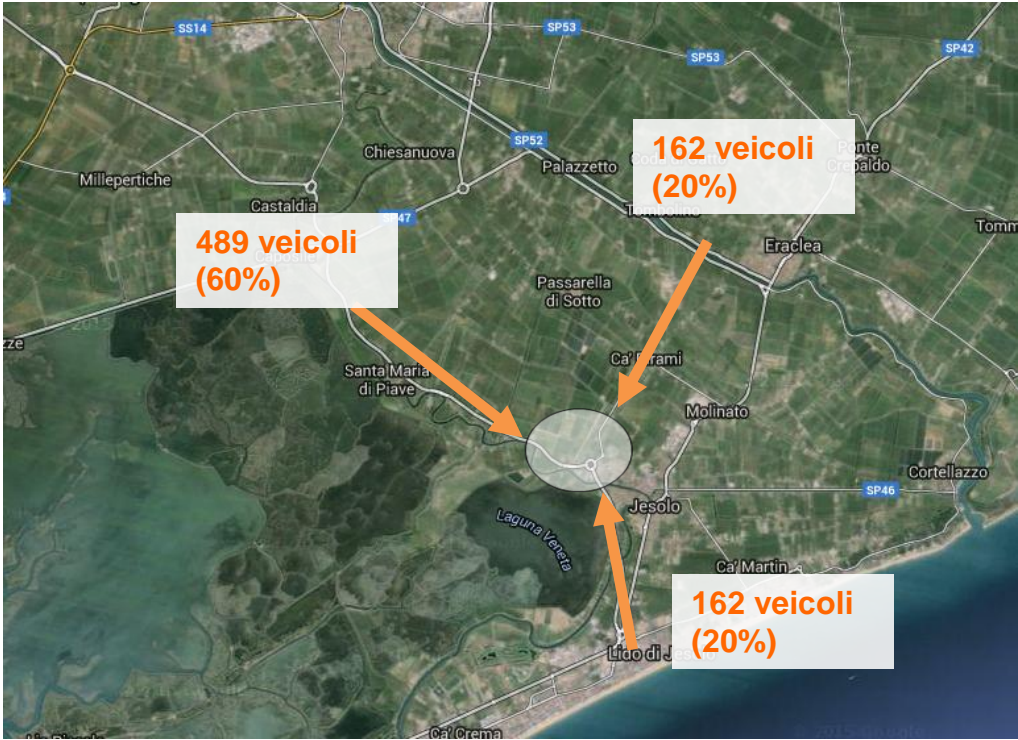 SS14
SP53
SP53
SP42
Chiesanuova
SP52
162 veicoli
(20%)
Ponte
Crepaldo
Palazzetto
Millepertiche
Castaldia
SP47
Tombolino
489 veicoli
(60%)
Eraclea
Passarella
di Sotto
Santa Maria
di Piave
Molinato
Cortellazzo
SP46
Jesolo
Laguna Veneta
Ca' Martin
162 veicoli
(20%)
Lido di Jesolo
Ca' Crema